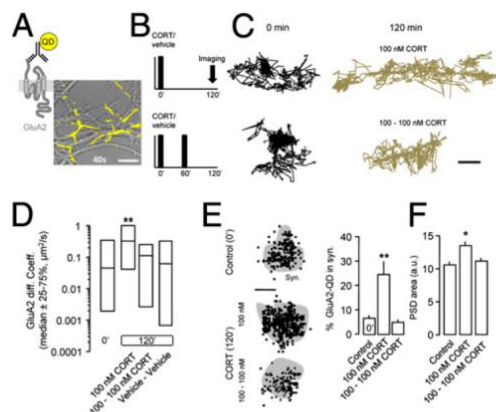 A
QD
GluA2
40s
B
CORT/
vehicle
Imaging
0'
120'
CORT/
vehicle
0'
60'
120'
C
0 min
120 min
100 nM CORT
100 - 100 nM CORT
D
GluA2 diff. Coeff.
(median ± 25-75%, μm²/s)
1
0.1
0.01
0.001
0.0001
**
0'
120'
100 nM CORT
100 - 100 nM CORT
Vehicle - Vehicle
E
Control (0')
Syn.
CORT (120')
100 nM
100 - 100 nM
% GluA2-QD in syn.
40
30
20
10
0
**
0'
Control
100 nM CORT
100 - 100 nM CORT
F
PSD area (a.u.)
15
10
5
0
*
Control
100 nM CORT
100 - 100 nM CORT